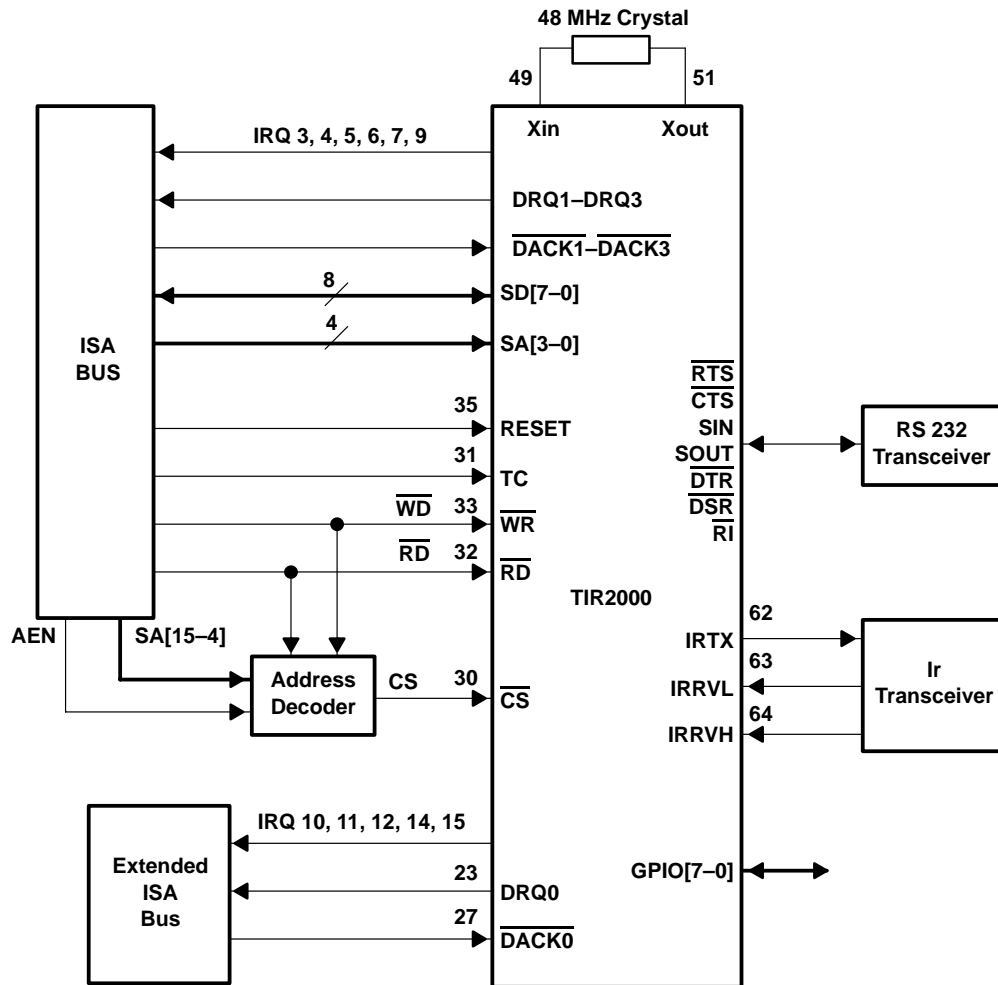 48 MHz Crystal
49 51
Xin Xout
IRQ 3, 4, 5, 6, 7, 9
DRQ1–DRQ3
DACK1–DACK3
8
SD[7–0]
4
SA[3–0]
ISA
BUS
RTS
CTS
SIN
SOUT
DTR
DSR
RI
RS 232
Transceiver
35
RESET
31
TC
WD 33
WR
RD 32
RD
TIR2000
AEN SA[15–4]
Address
Decoder
CS 30
CS
62
IRTX
63
IRRVL
64
IRRVH
Ir
Transceiver
IRQ 10, 11, 12, 14, 15
Extended
ISA
Bus
23
DRQ0
27
DACK0
GPIO[7–0]